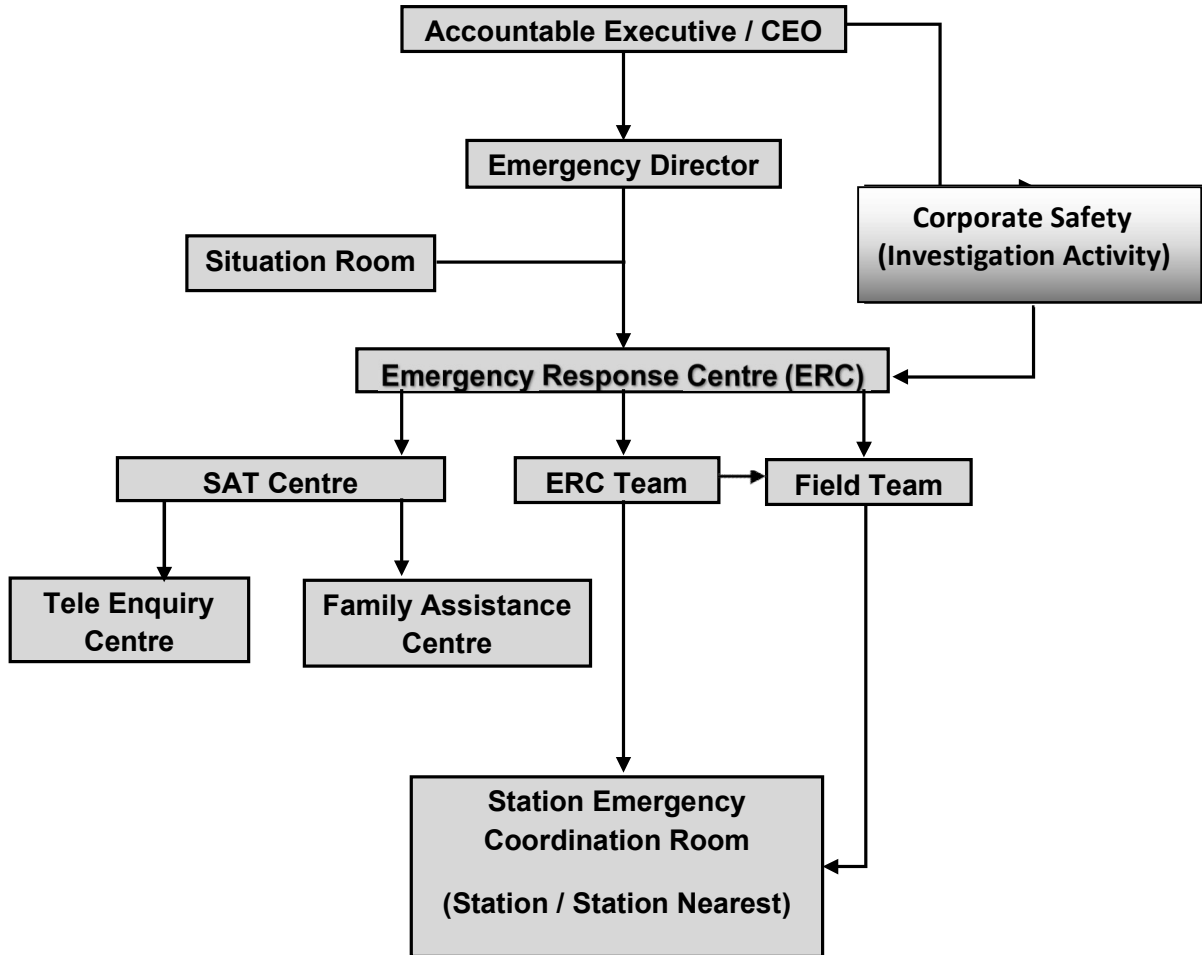 Accountable Executive / CEO
Emergency Director
Corporate Safety
(Investigation Activity)
Situation Room
Emergency Response Centre (ERC)
SAT Centre
ERC Team
Field Team
Tele Enquiry
Centre
Family Assistance
Centre
Station Emergency
Coordination Room
(Station / Station Nearest)